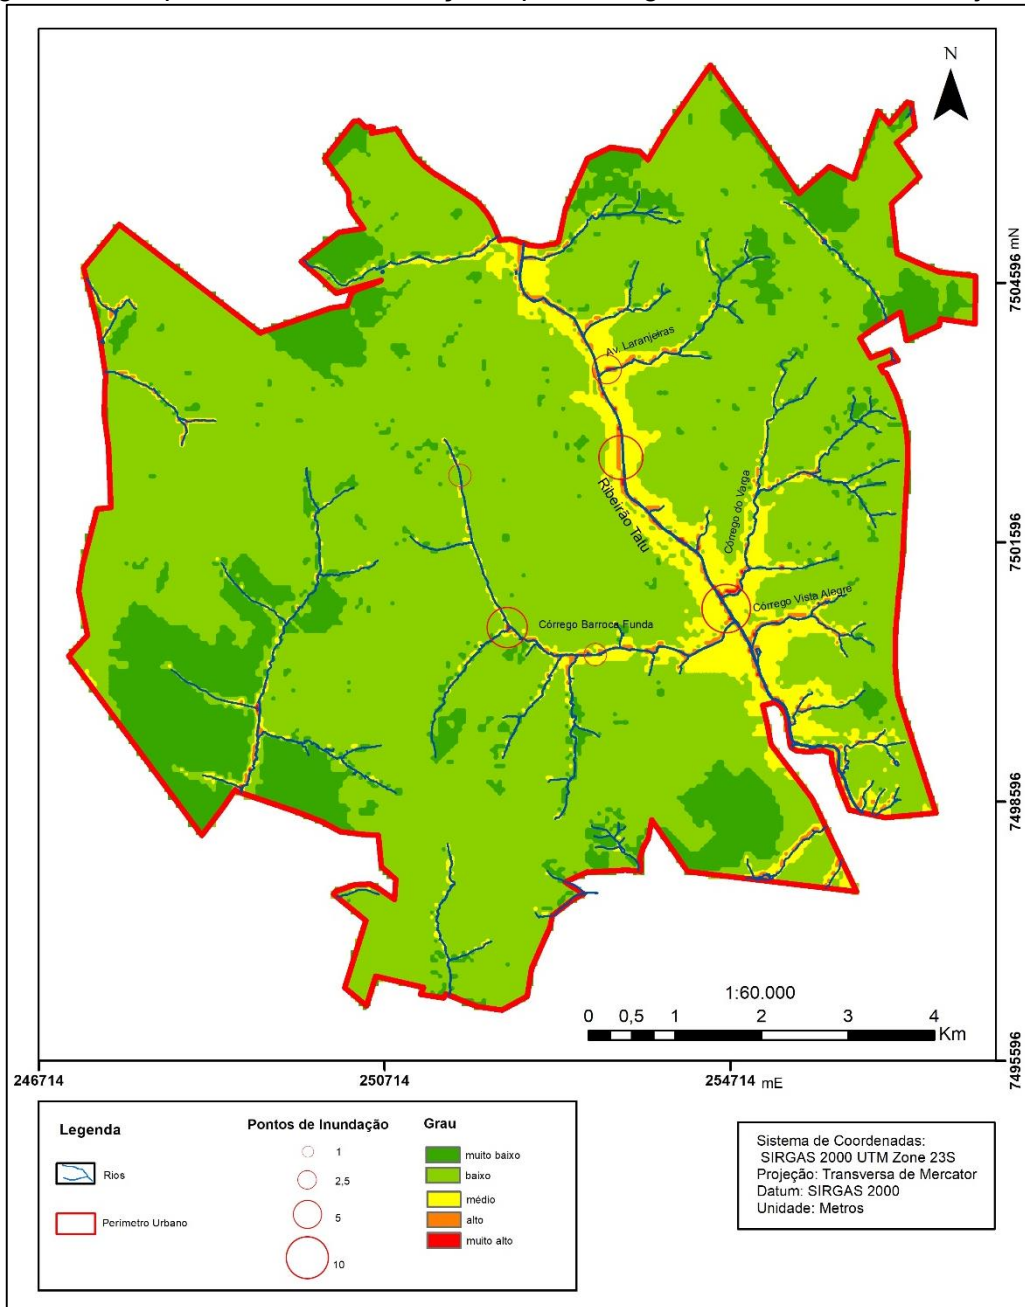 N
Av. Laranjeiras
Ribeirão Tatu
Córrego do Varga
Córrego Vista Alegre
Córrego Barroca Funda
7504596 mN
7501596
7498596
7495596
1:60.000
0 0,5 1 2 3 4
Km
246714 250714 254714 mE
Legenda
Rios
Perimetro Urbano
Pontos de Inundação
1
2,5
5
10
Grau
muito baixo
baixo
médio
alto
muito alto
Sistema de Coordenadas:
SIRGAS 2000 UTM Zone 23S
Projeção: Transversa de Mercator
Datum: SIRGAS 2000
Unidade: Metros